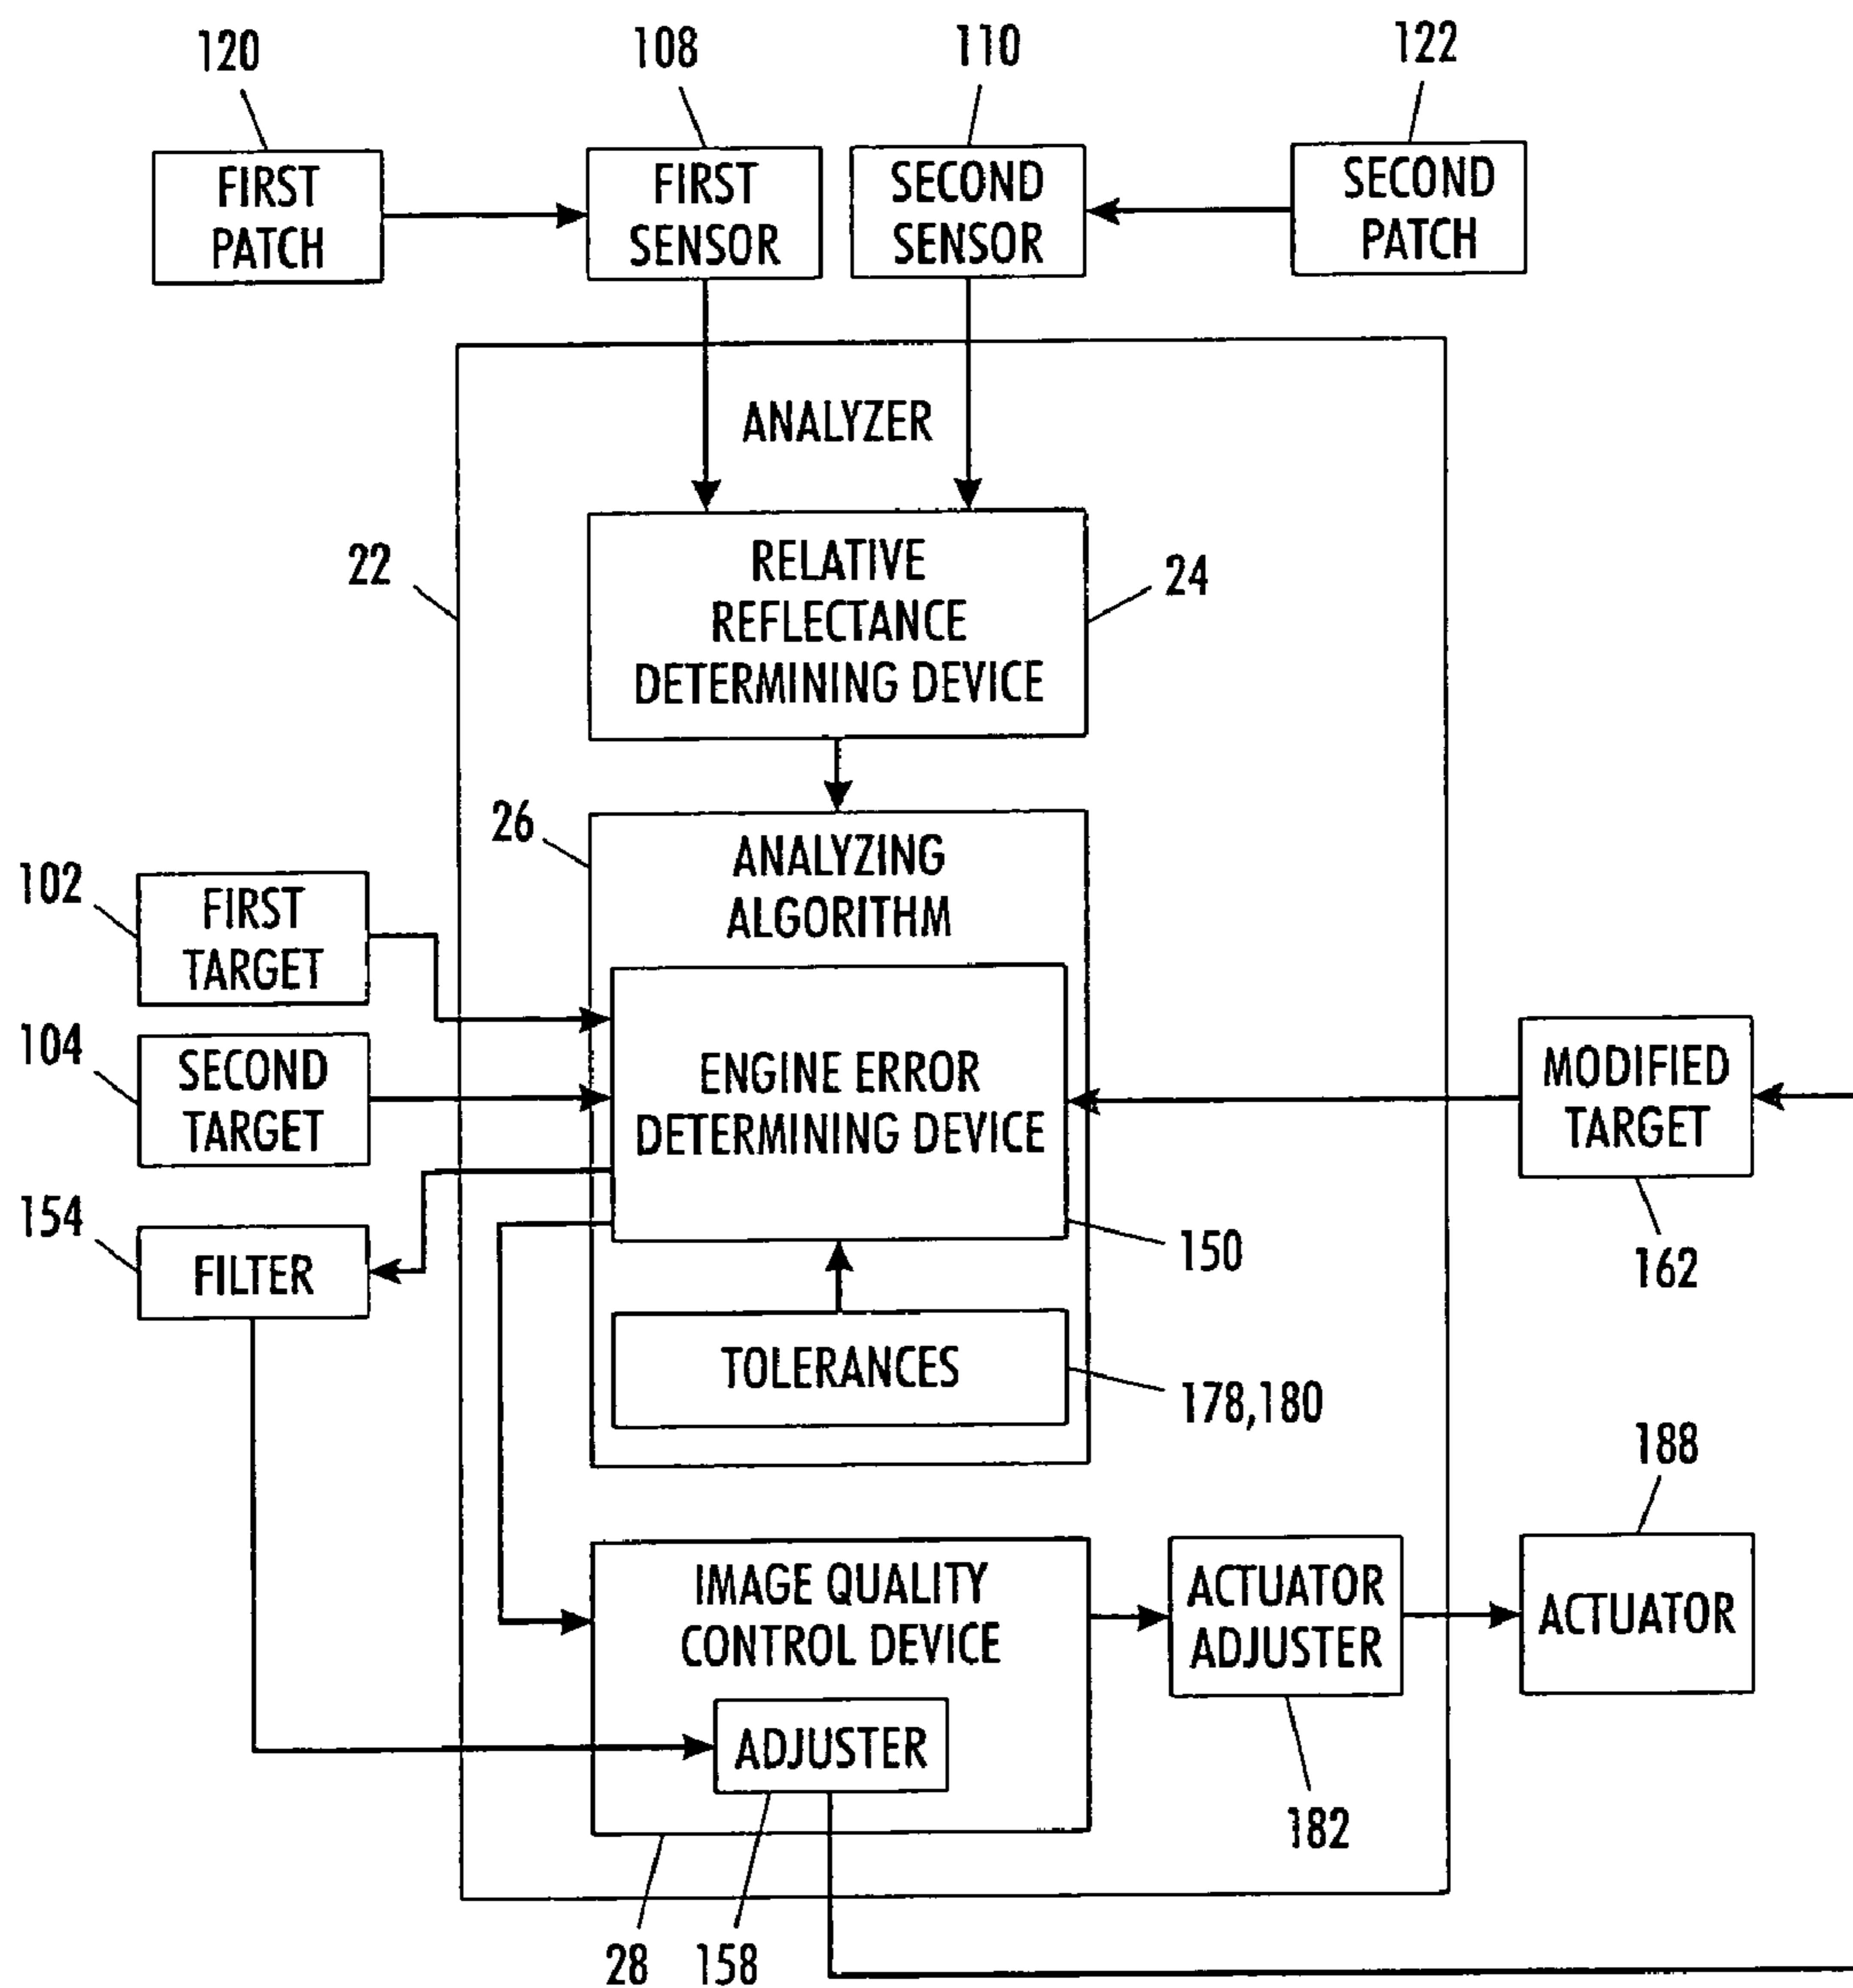 120
108
110
122
FIRST
PATCH
FIRST
SENSOR
SECOND
SENSOR
SECOND
PATCH
ANALYZER
22
RELATIVE
REFLECTANCE
DETERMINING DEVICE
24
26
ANALYZING
ALGORITHM
102
FIRST
TARGET
104
SECOND
TARGET
ENGINE ERROR
DETERMINING DEVICE
MODIFIED
TARGET
154
FILTER
150
162
TOLERANCES
178,180
188
IMAGE QUALITY
CONTROL DEVICE
ACTUATOR
ADJUSTER
ACTUATOR
ADJUSTER
182
28
158